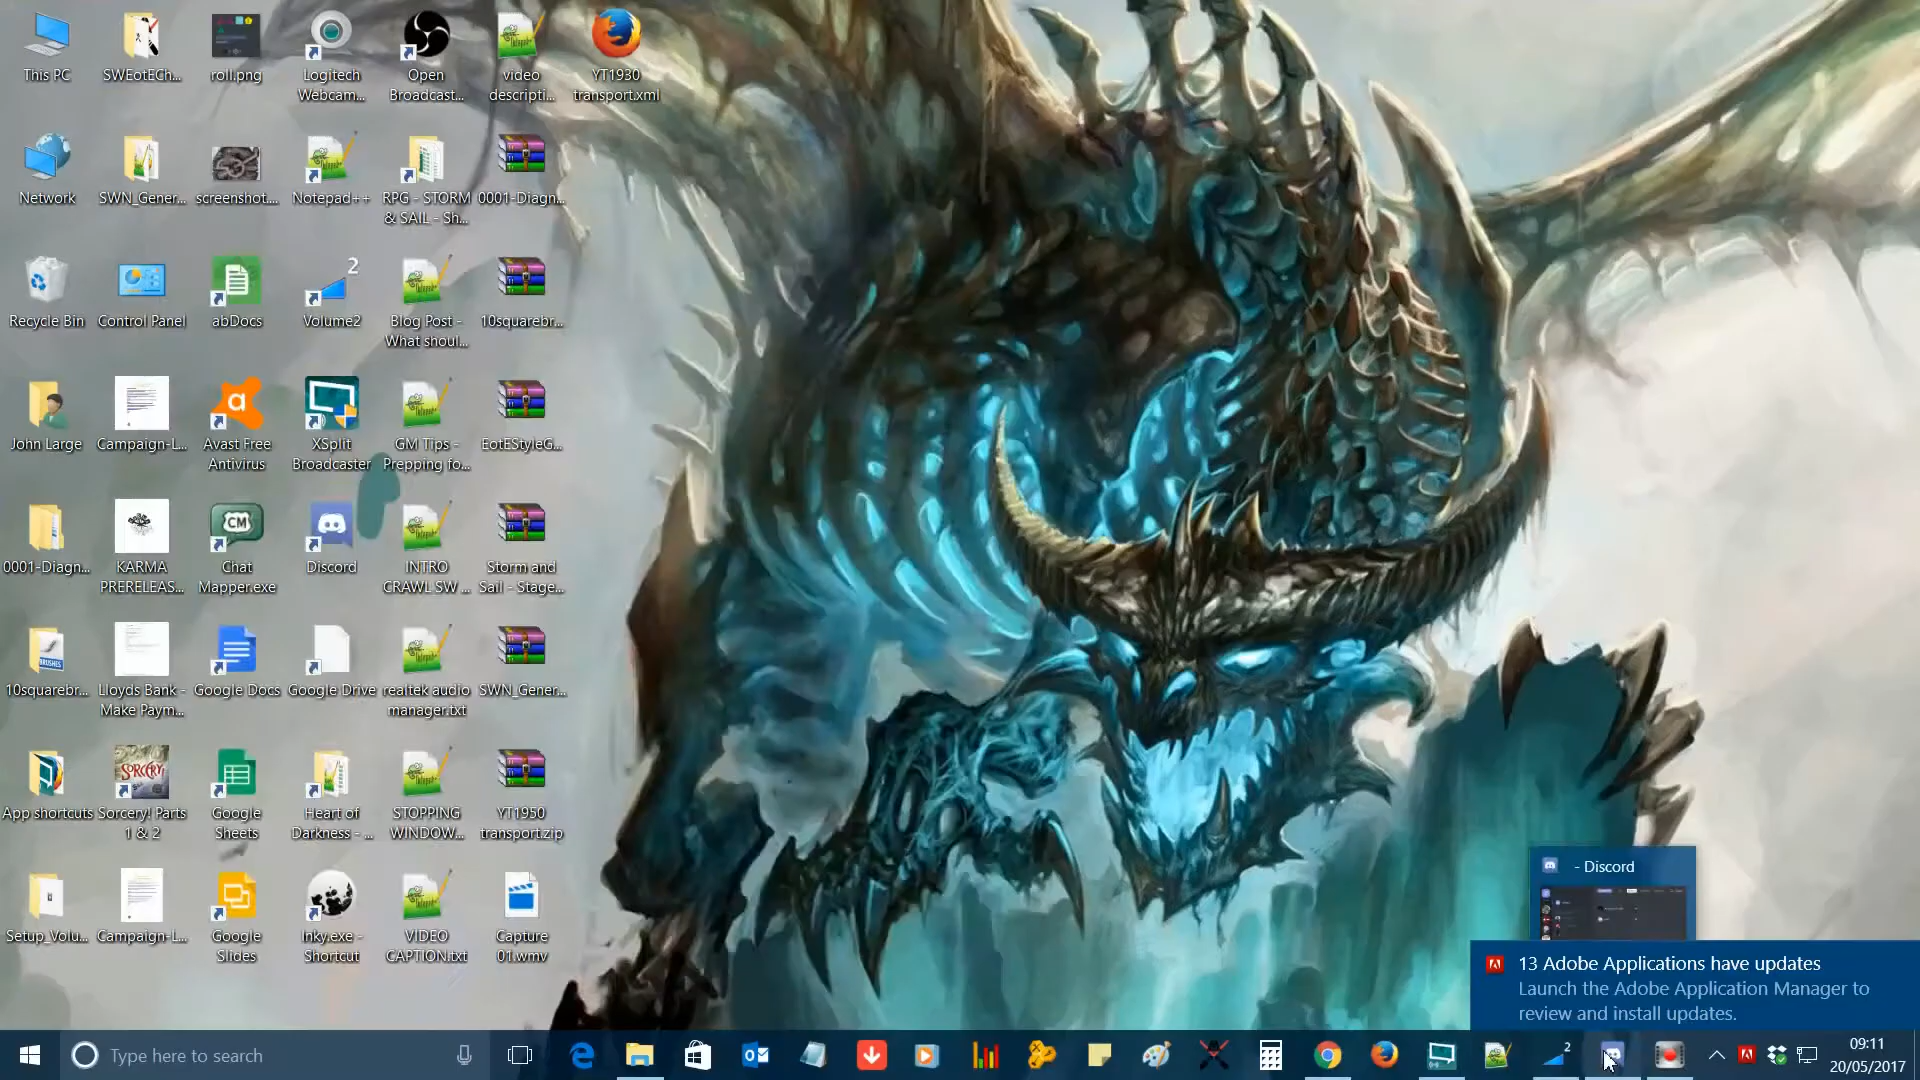 This PC
SWEotECh...
roll.png
Logitech
Webcam...
Open
Broadcast...
video
descripti...
YT1930
transport.xml
Network
SWN_Gener...
screenshot....
Notepad++
RPG - STORM
& SAIL - Sh...
0001-Diagn...
Recycle Bin
Control Panel
abDocs
2
Volume2
Blog Post -
What shoul...
10squarebr...
John Large
Campaign-L...
Avast Free
Antivirus
XSplit
Broadcaster
GM Tips -
Prepping fo...
EotEStyleG...
0001-Diagn...
KARMA
PRERELEAS...
CM
Chat
Mapper.exe
Discord
INTRO
CRAWL SW ...
Storm and
Sail - Stage...
BRUSHES
10squarebr...
Lloyds Bank -
Make Paym...
Google Docs
Google Drive
realtek audio
manager.txt
SWN_Gener...
App shortcuts
SORCERY!
Sorcery! Parts
1 & 2
Google
Sheets
Heart of
Darkness - ...
STOPPING
WINDOW...
YT1950
transport.zip
Setup_Volu...
Campaign-L...
Google
Slides
Inky.exe -
Shortcut
VIDEO
CAPTION.txt
Capture
01.wmv
- Discord
13 Adobe Applications have updates
Launch the Adobe Application Manager to
review and install updates.
Type here to search
2
09:11
20/05/2017